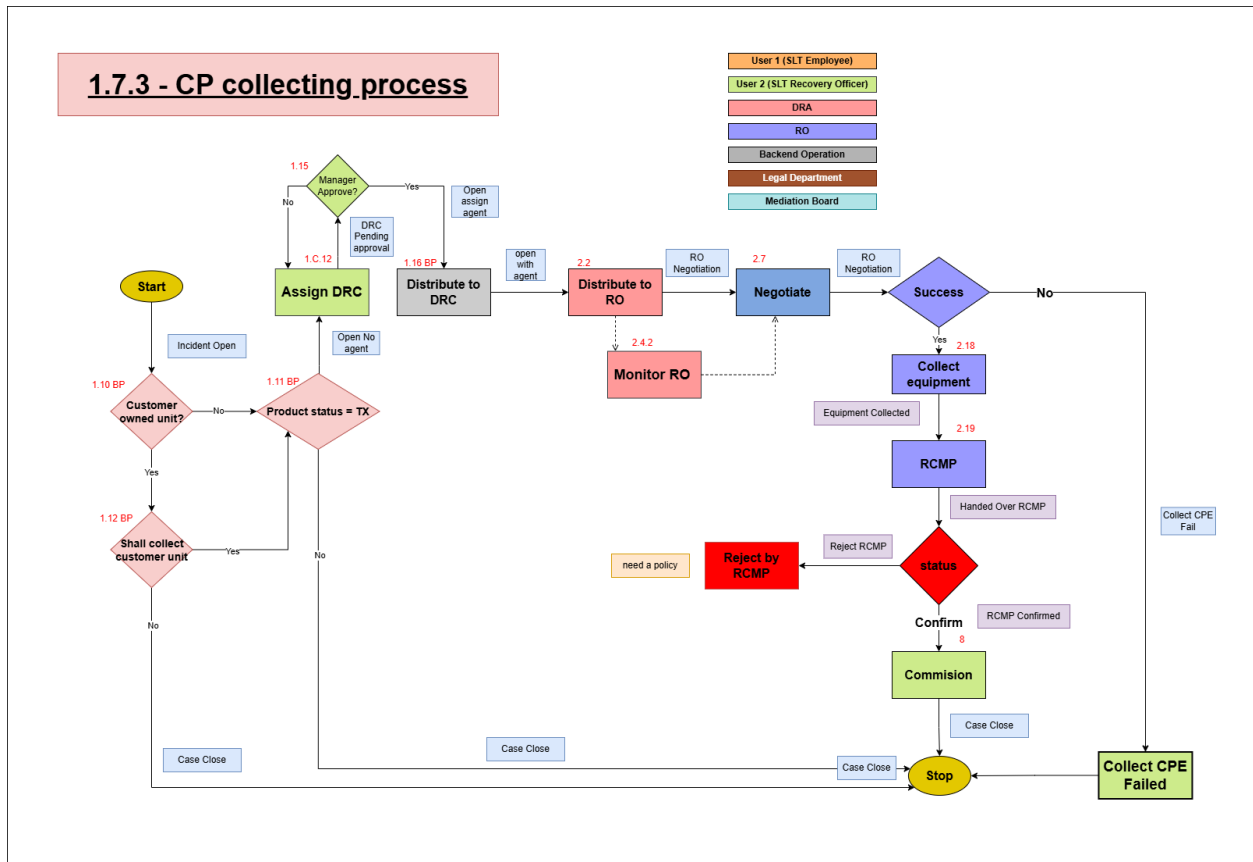 1.7.3 - CP collecting process
User 1 (SLT Employee)
User 2 (SLT Recovery Officer)
DRA
RO
Backend Operation
Legal Department
Mediation Board
1.15
Manager
Approve?
No
Yes
Open
assign
agent
DRC
Pending
approval
1.C.12
Assign DRC
1.16 BP
Distribute to
DRC
open
with
agent
2.2
Distribute to
RO
RO
Negotiation
2.7
Negotiate
RO
Negotiation
Success
No
Yes
2.4.2
Monitor RO
Start
Incident Open
Open No
agent
1.10 BP
Customer
owned unit?
No
1.11 BP
Product status = TX
Yes
1.12 BP
Shall collect
customer unit
Yes
No
No
2.18
Collect
equipment
Equipment Collected
2.19
RCMP
Handed Over RCMP
Collect CPE
Fail
Reject RCMP
need a policy
Reject by
RCMP
status
Confirm
RCMP Confirmed
8
Commision
Case Close
Case Close
Case Close
Case Close
Stop
Collect CPE
Failed